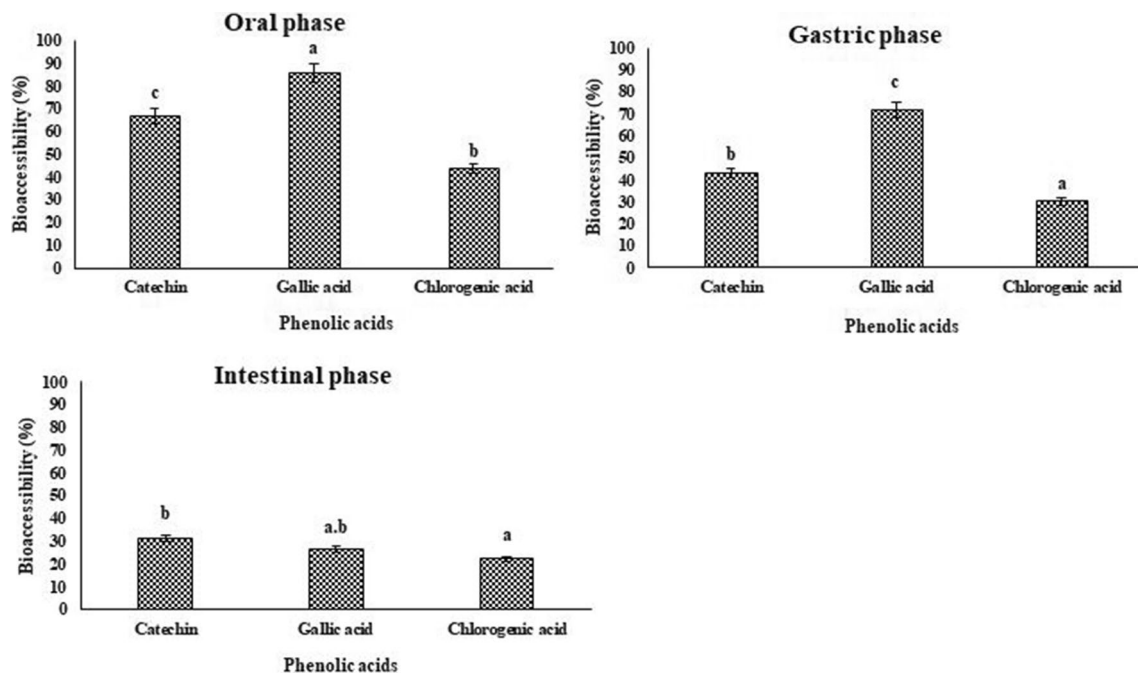 Oral phase
Bioaccessibility (%)
100
90
80
70
60
50
40
30
20
10
0
c
a
b
Catechin
Gallic acid
Chlorogenic acid
Phenolic acids
Gastric phase
Bioaccessibility (%)
100
90
80
70
60
50
40
30
20
10
0
b
c
a
Catechin
Gallic acid
Chlorogenic acid
Phenolic acids
Intestinal phase
Bioaccessibility (%)
100
90
80
70
60
50
40
30
20
10
0
b
a.b
a
Catechin
Gallic acid
Chlorogenic acid
Phenolic acids